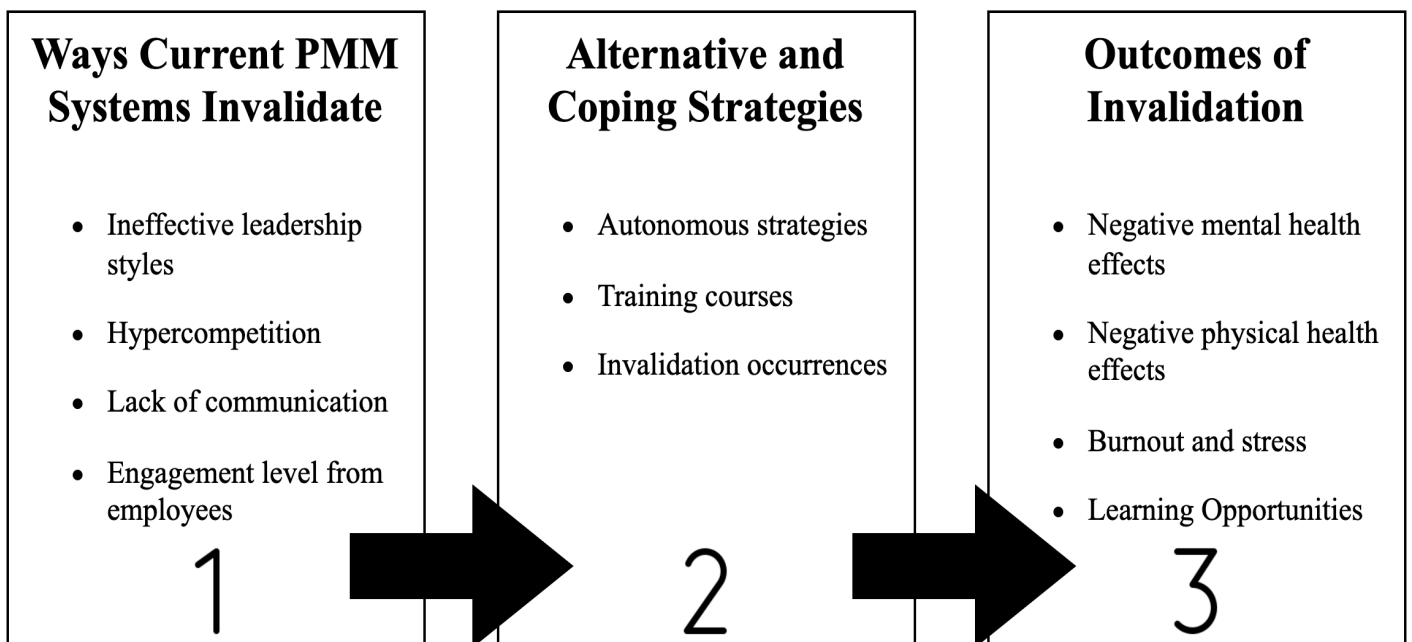 Ways Current PMM
Systems Invalidate
• Ineffective leadership
styles
• Hypercompetition
• Lack of communication
• Engagement level from
employees
1
Alternative and
Coping Strategies
• Autonomous strategies
• Training courses
• Invalidation occurrences
2
Outcomes of
Invalidation
• Negative mental health
effects
• Negative physical health
effects
• Burnout and stress
• Learning Opportunities
3